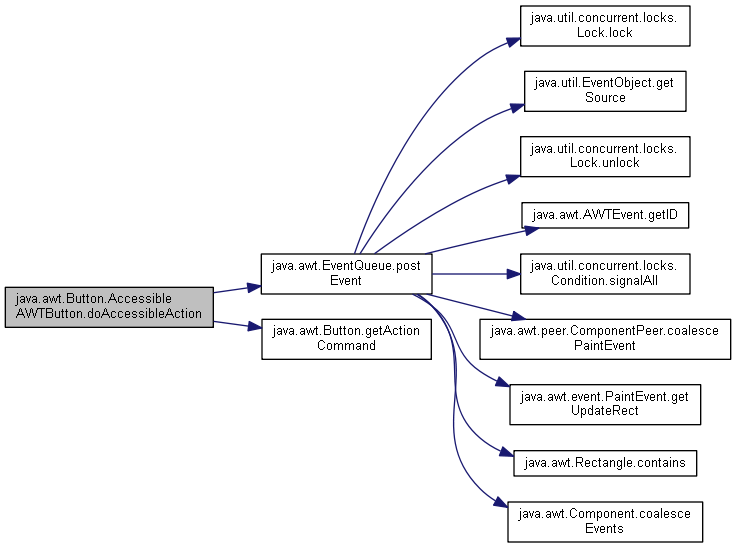 java.awt.Button.Accessible
AWTButton.doAccessibleAction
java.awt.EventQueue.post
Event
java.awt.Button.getAction
Command
java.util.concurrent.locks.
Lock.lock
java.util.EventObject.get
Source
java.util.concurrent.locks.
Lock.unlock
java.awt.AWTEvent.getID
java.util.concurrent.locks.
Condition.signalAll
java.awt.peer.ComponentPeer.coalesce
PaintEvent
java.awt.event.PaintEvent.get
UpdateRect
java.awt.Rectangle.contains
java.awt.Component.coalesce
Events